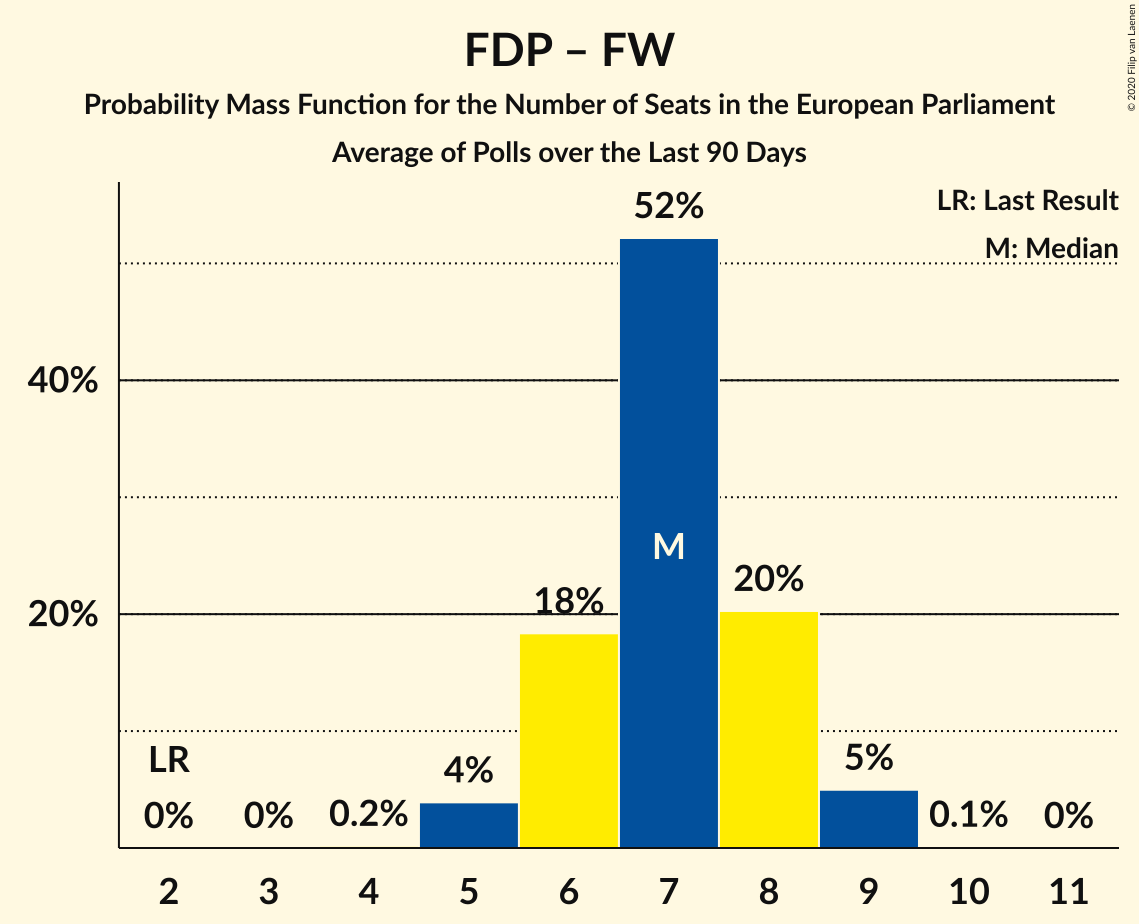 FDP – FW
Probability Mass Function for the Number of Seats in the European Parliament
Average of Polls over the Last 90 Days
© 2020 Filip van Laenen
LR: Last Result
M: Median
52%
40%
M
20%
18%
20%
LR
0%
0%
0.2%
4%
5%
0.1%
0%
2 3 4 5 6 7 8 9 10 11